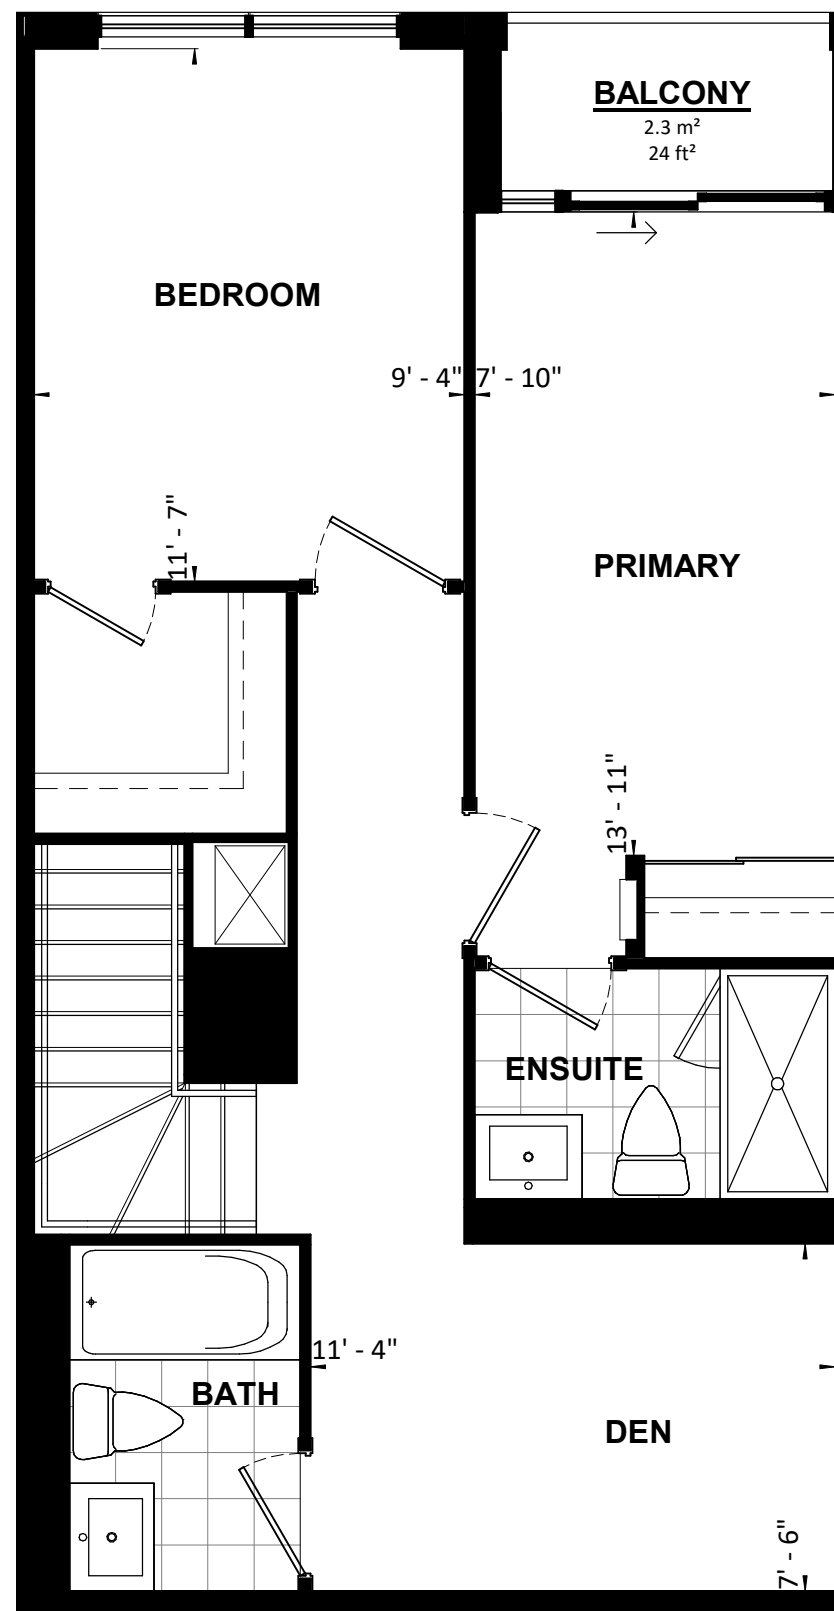 BALCONY
2.3 m²
24 ft²
BEDROOM
9' - 4"
7' - 10"
11' - 7"
PRIMARY
13' - 11"
ENSUITE
11' - 4"
BATH
DEN
7' - 6"